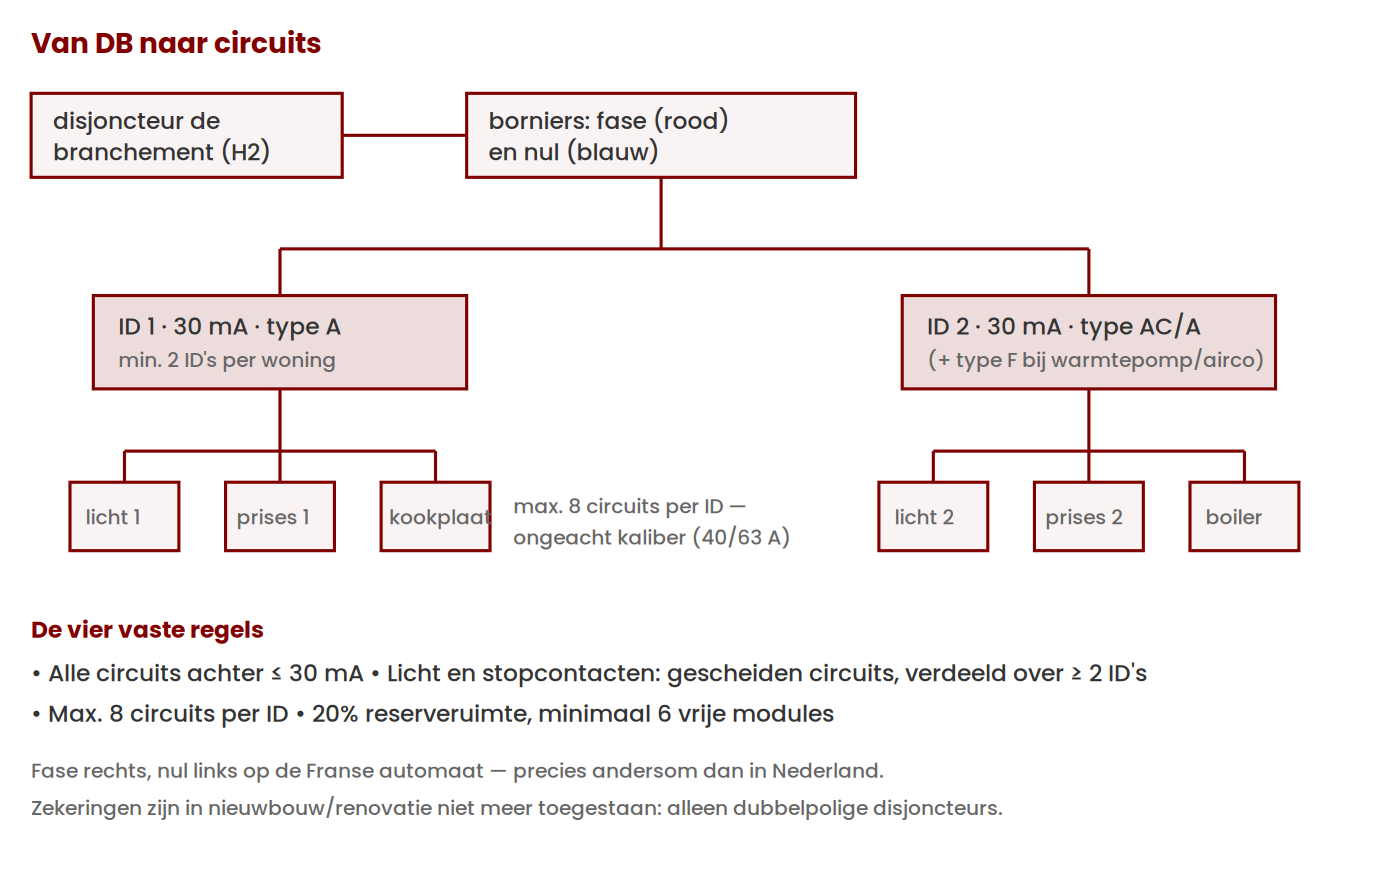 Van DB naar circuits
disjoncteur de
branchement (H2)
borniers: fase (rood)
en nul (blauw)
ID 1 · 30 mA · type A
min. 2 ID's per woning
ID 2 · 30 mA · type AC/A
(+ type F bij warmtepomp/airco)
licht 1
prises 1
kookplaat
max. 8 circuits per ID —
ongeacht kaliber (40/63 A)
licht 2
prises 2
boiler
De vier vaste regels
• Alle circuits achter ≤ 30 mA • Licht en stopcontacten: gescheiden circuits, verdeeld over ≥ 2 ID's
• Max. 8 circuits per ID • 20% reserveruimte, minimaal 6 vrije modules
Fase rechts, nul links op de Franse automaat — precies andersom dan in Nederland.
Zekeringen zijn in nieuwbouw/renovatie niet meer toegestaan: alleen dubbelpolige disjoncteurs.